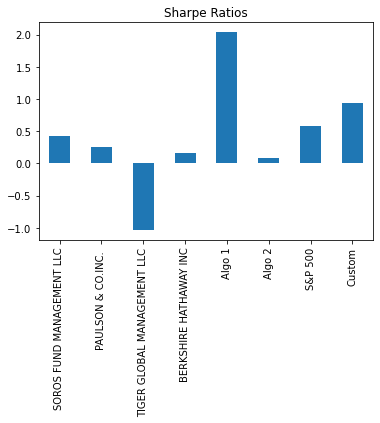 Sharpe Ratios
2.0
1.5
1.0
0.5
0.0
−0.5
−1.0
SOROS FUND MANAGEMENT LLC
PAULSON & CO.INC.
TIGER GLOBAL MANAGEMENT LLC
BERKSHIRE HATHAWAY INC
Algo 1
Algo 2
S&P 500
Custom